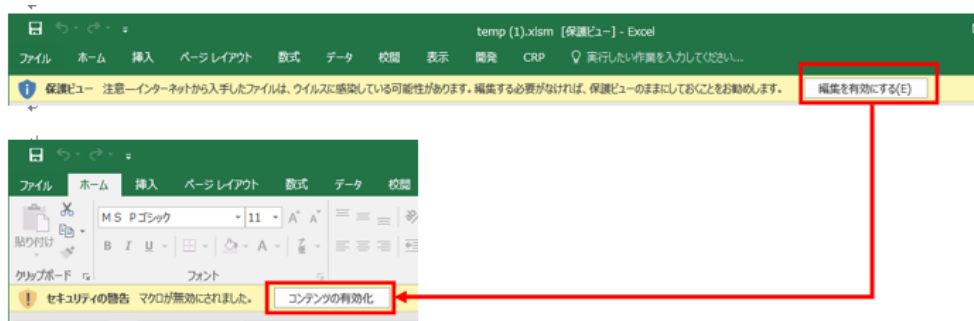 temp (1).xlsm [保護ビュー] - Excel
ファイル ホーム 挿入 ページ レイアウト 数式 データ 校閲 表示 開発 CRP 実行したい作業を入力してください...
保護ビュー 注意—インターネットから入手したファイルは、ウイルスに感染している可能性があります。編集する必要がなければ、保護ビューのままにしておくことをお勧めします。 編集を有効にする(E)
ファイル ホーム 挿入 ページ レイアウト 数式 データ 校閲
MS Pゴシック 11 A A
貼り付け B I U A
クリップボード フォント
セキュリティの警告 マクロが無効にされました。 コンテンツの有効化